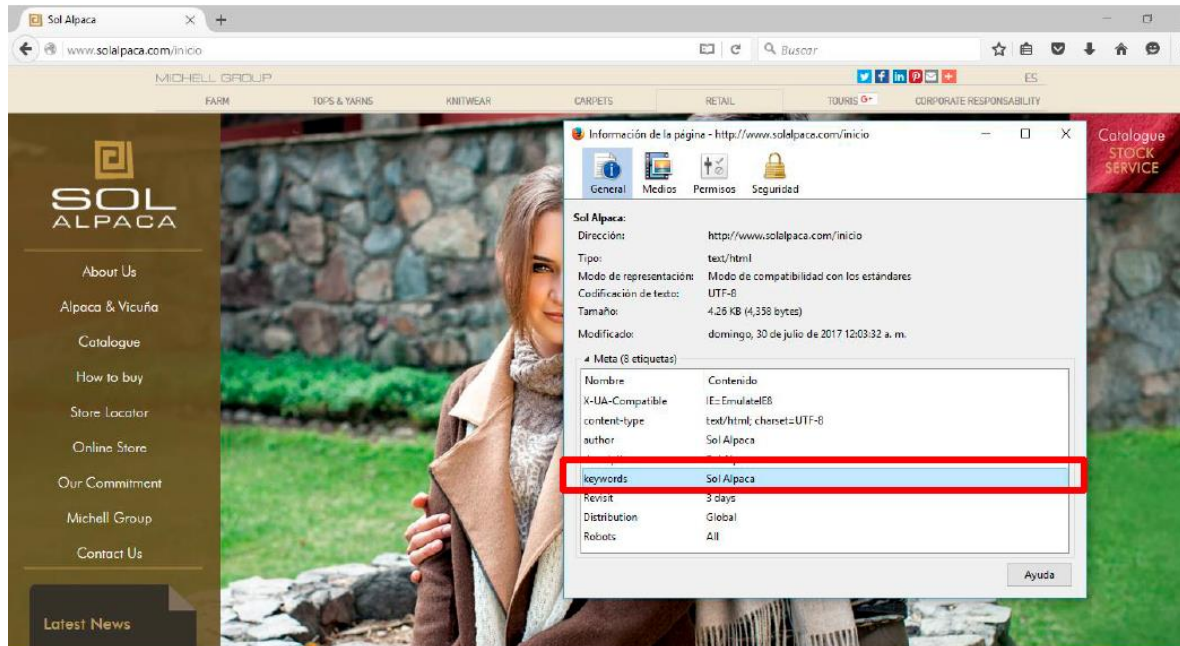 Sol Alpaca
www.solalpaca.com/inicio
Buscar
MICHELL GROUP
ES
FARM
TOPS & YARNS
KNITWEAR
CARPETS
RETAIL
TOURIS
G+
CORPORATE RESPONSABILITY
SOL
ALPACA
About Us
Alpaca & Vicuña
Catalogue
How to buy
Store Locator
Online Store
Our Commitment
Michell Group
Contact Us
Latest News
Catalogue
STOCK
SERVICE
Información de la página - http://www.solalpaca.com/inicio
General Medios Permisos Seguridad
Sol Alpaca:
Dirección: http://www.solalpaca.com/inicio
Tipo: text/html
Modo de representación: Modo de compatibilidad con los estándares
Codificación de texto: UTF-8
Tamaño: 4.26 KB (4,358 bytes)
Modificado: domingo, 30 de julio de 2017 12:03:32 a. m.
Meta (8 etiquetas)
Nombre Contenido
X-UA-Compatible IE=EmulateIE8
content-type text/html; charset=UTF-8
author Sol Alpaca
keywords Sol Alpaca
Revisit 3 days
Distribution Global
Robots All
Ayuda